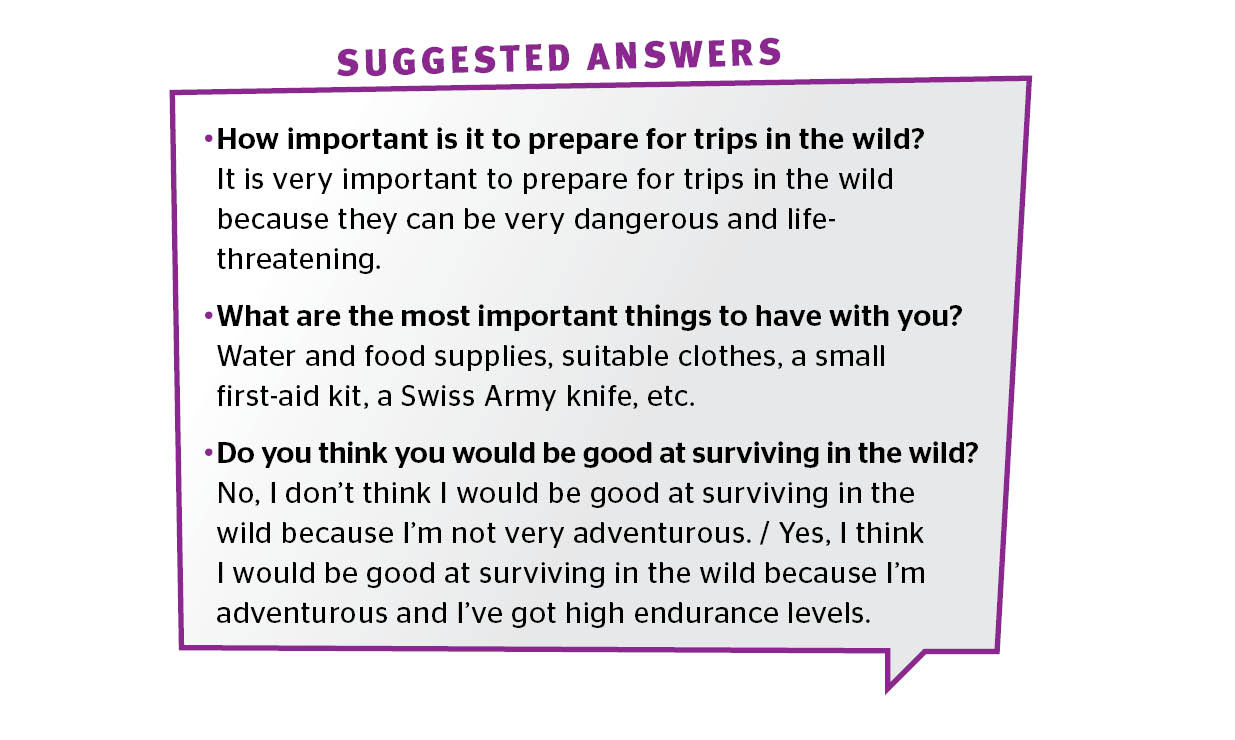 SUGGESTED ANSWERS
•How important is it to prepare for trips in the wild?
It is very important to prepare for trips in the wild
because they can be very dangerous and life-
threatening.
•What are the most important things to have with you?
Water and food supplies, suitable clothes, a small
first-aid kit, a Swiss Army knife, etc.
•Do you think you would be good at surviving in the wild?
No, I don’t think I would be good at surviving in the
wild because I’m not very adventurous. / Yes, I think
I would be good at surviving in the wild because I’m
adventurous and I’ve got high endurance levels.